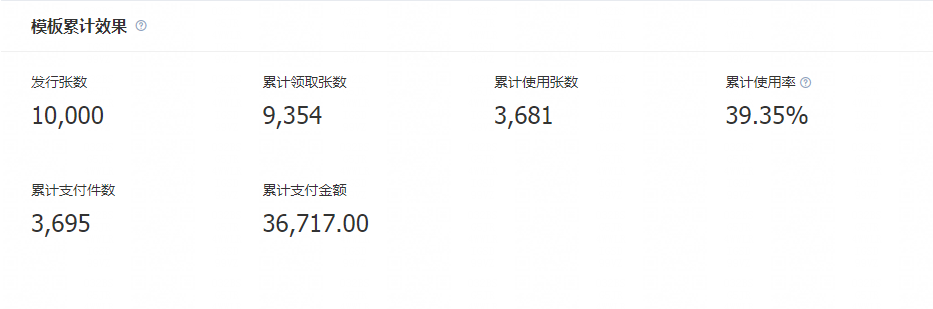 模板累计效果
发行张数 累计领取张数 累计使用张数 累计使用率
10,000 9,354 3,681 39.35%
累计支付件数 累计支付金额
3,695 36,717.00